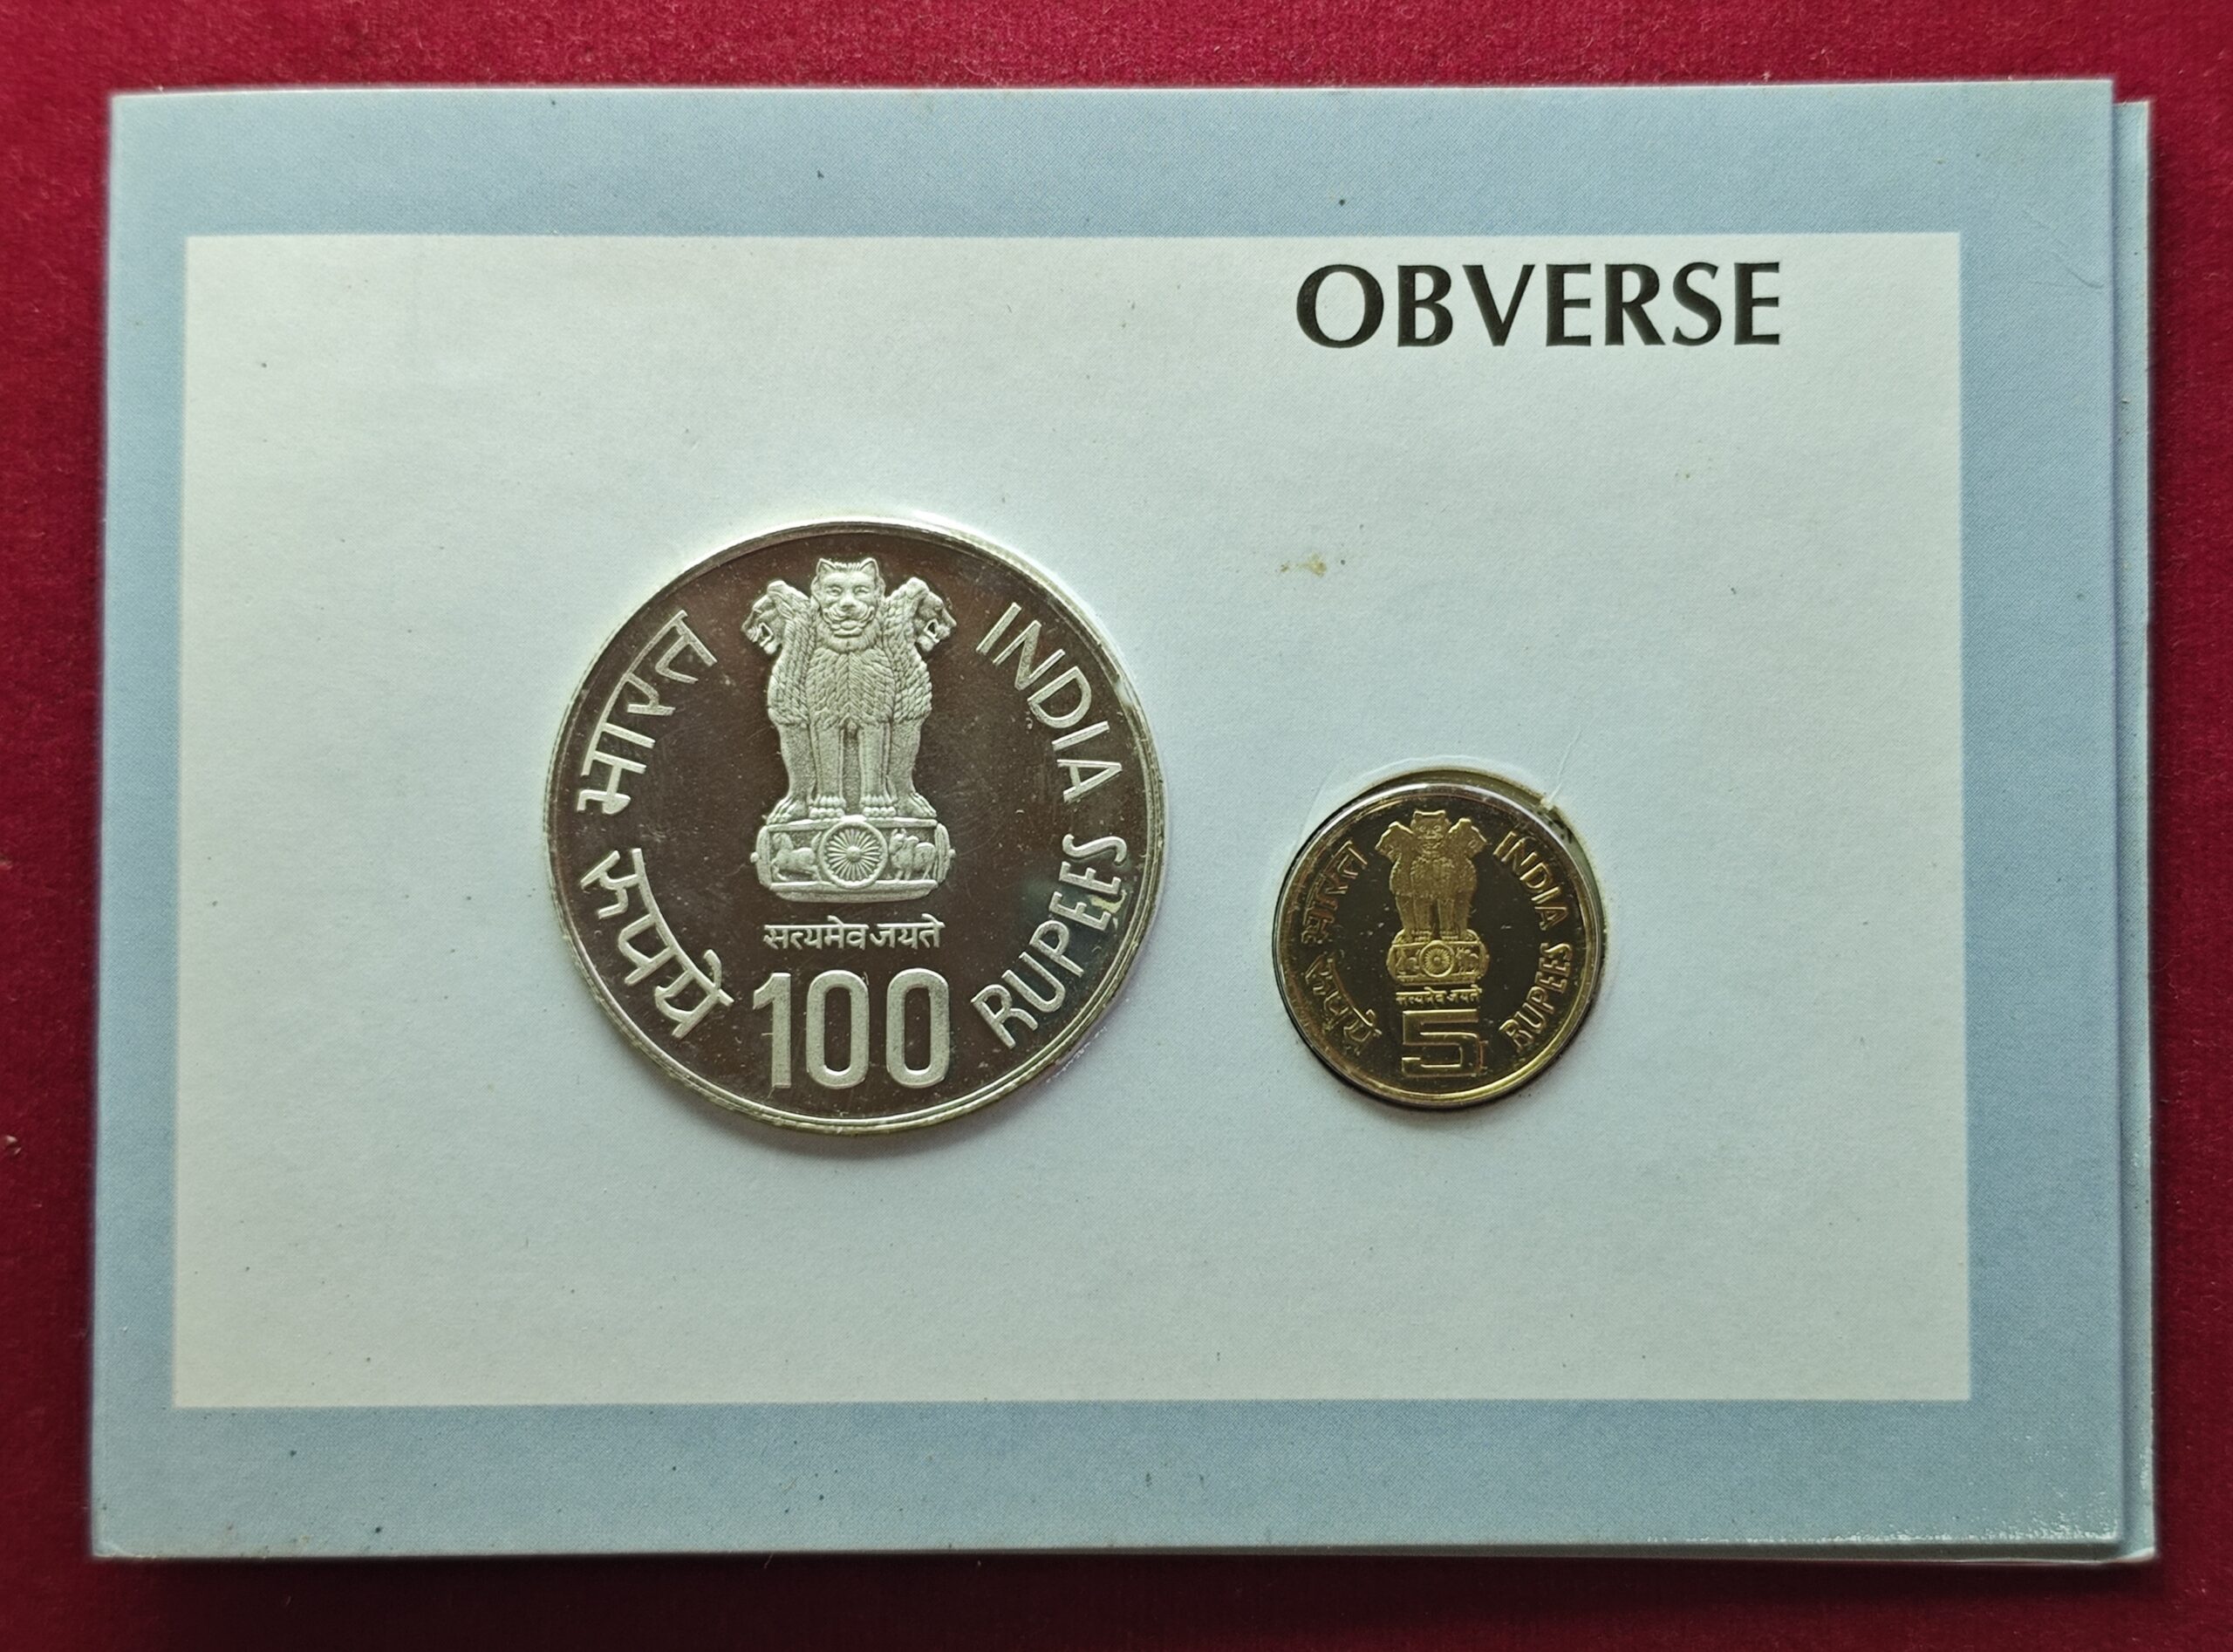 OBVERSE
भारत
INDIA
रूपये
RUPEES
सत्यमेव जयते
100
भारत
INDIA
रूपये
RUPEES
सत्यमेव जयते
5